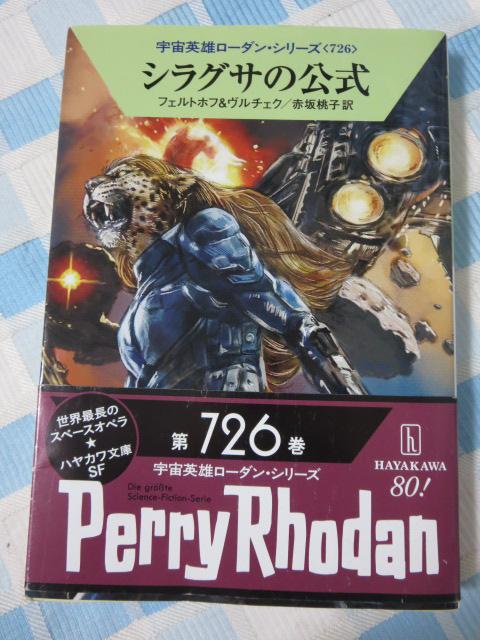 宇宙英雄ローダン・シリーズ〈726〉
シラグサの公式
フェルトホフ&ヴルチェク/赤坂桃子訳
世界最長の
スペースオペラ
★
ハヤカワ文庫
SF
第726巻
宇宙英雄ローダン・シリーズ
Die größte
Science-Fiction-Serie
Perry Rhodan
h
HAYAKAWA
80!